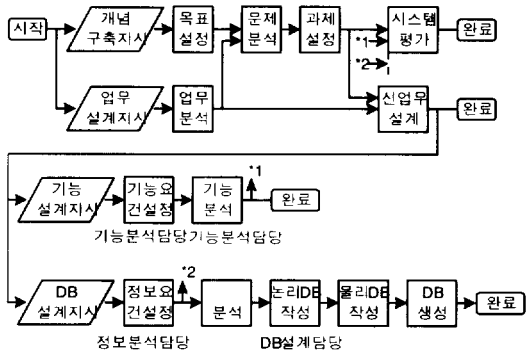 시작
개념
구축지시
목표
설정
문제
분석
과제
설정
*1
*2
시스템
평가
완료
업무
설계지시
업무
분석
신업무
설계
완료
기능
설계지시
기능요
건설정
기능
분석
*1
완료
기능분석담당 기능분석담당
DB
설계지시
정보요
건설정
*2
분석
논리DB
작성
물리DB
작성
DB
생성
완료
정보분석담당
DB설계담당